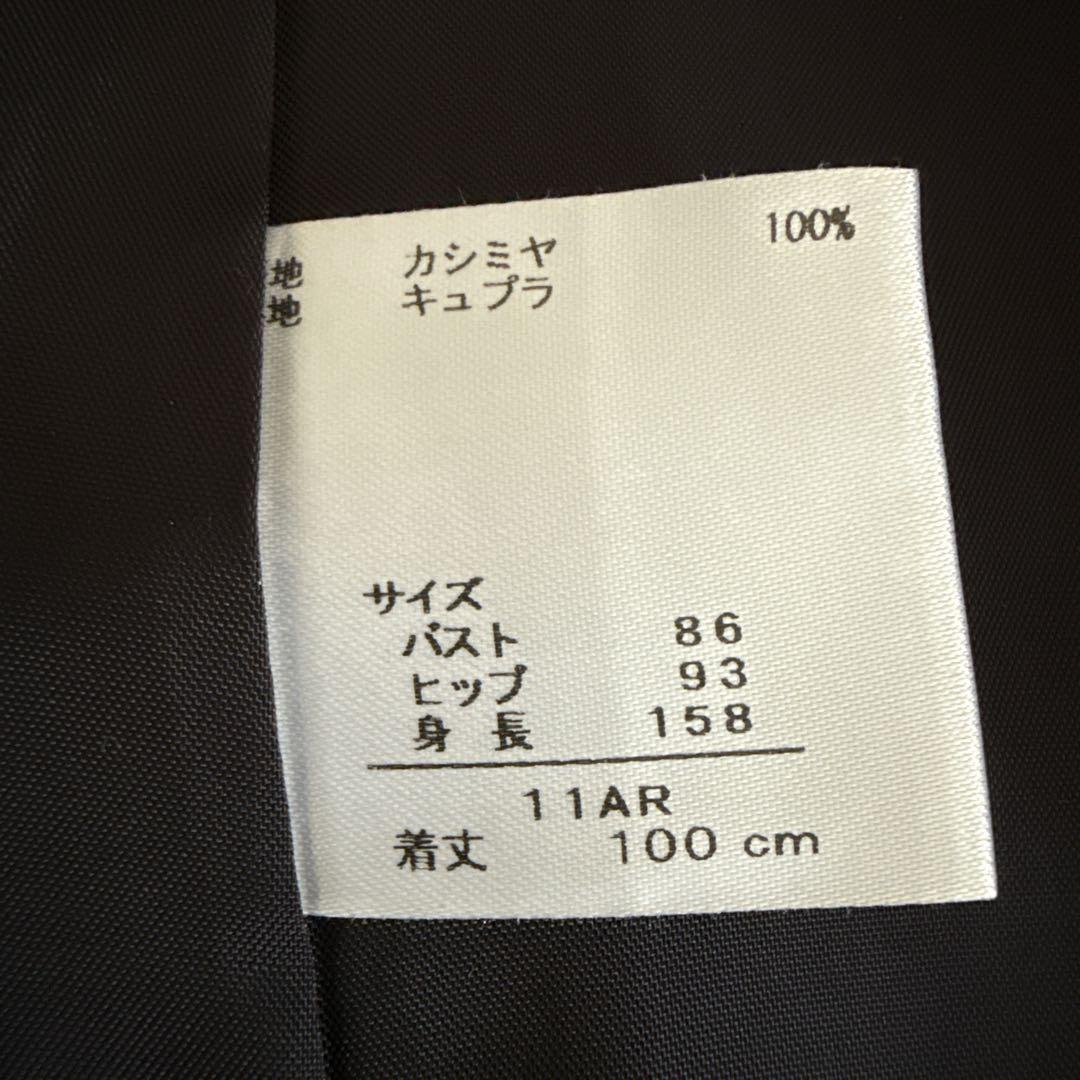 地 カシミヤ 100%
地 キュプラ
サイズ
バスト 86
ヒップ 93
身長 158
11AR
着丈 100 cm